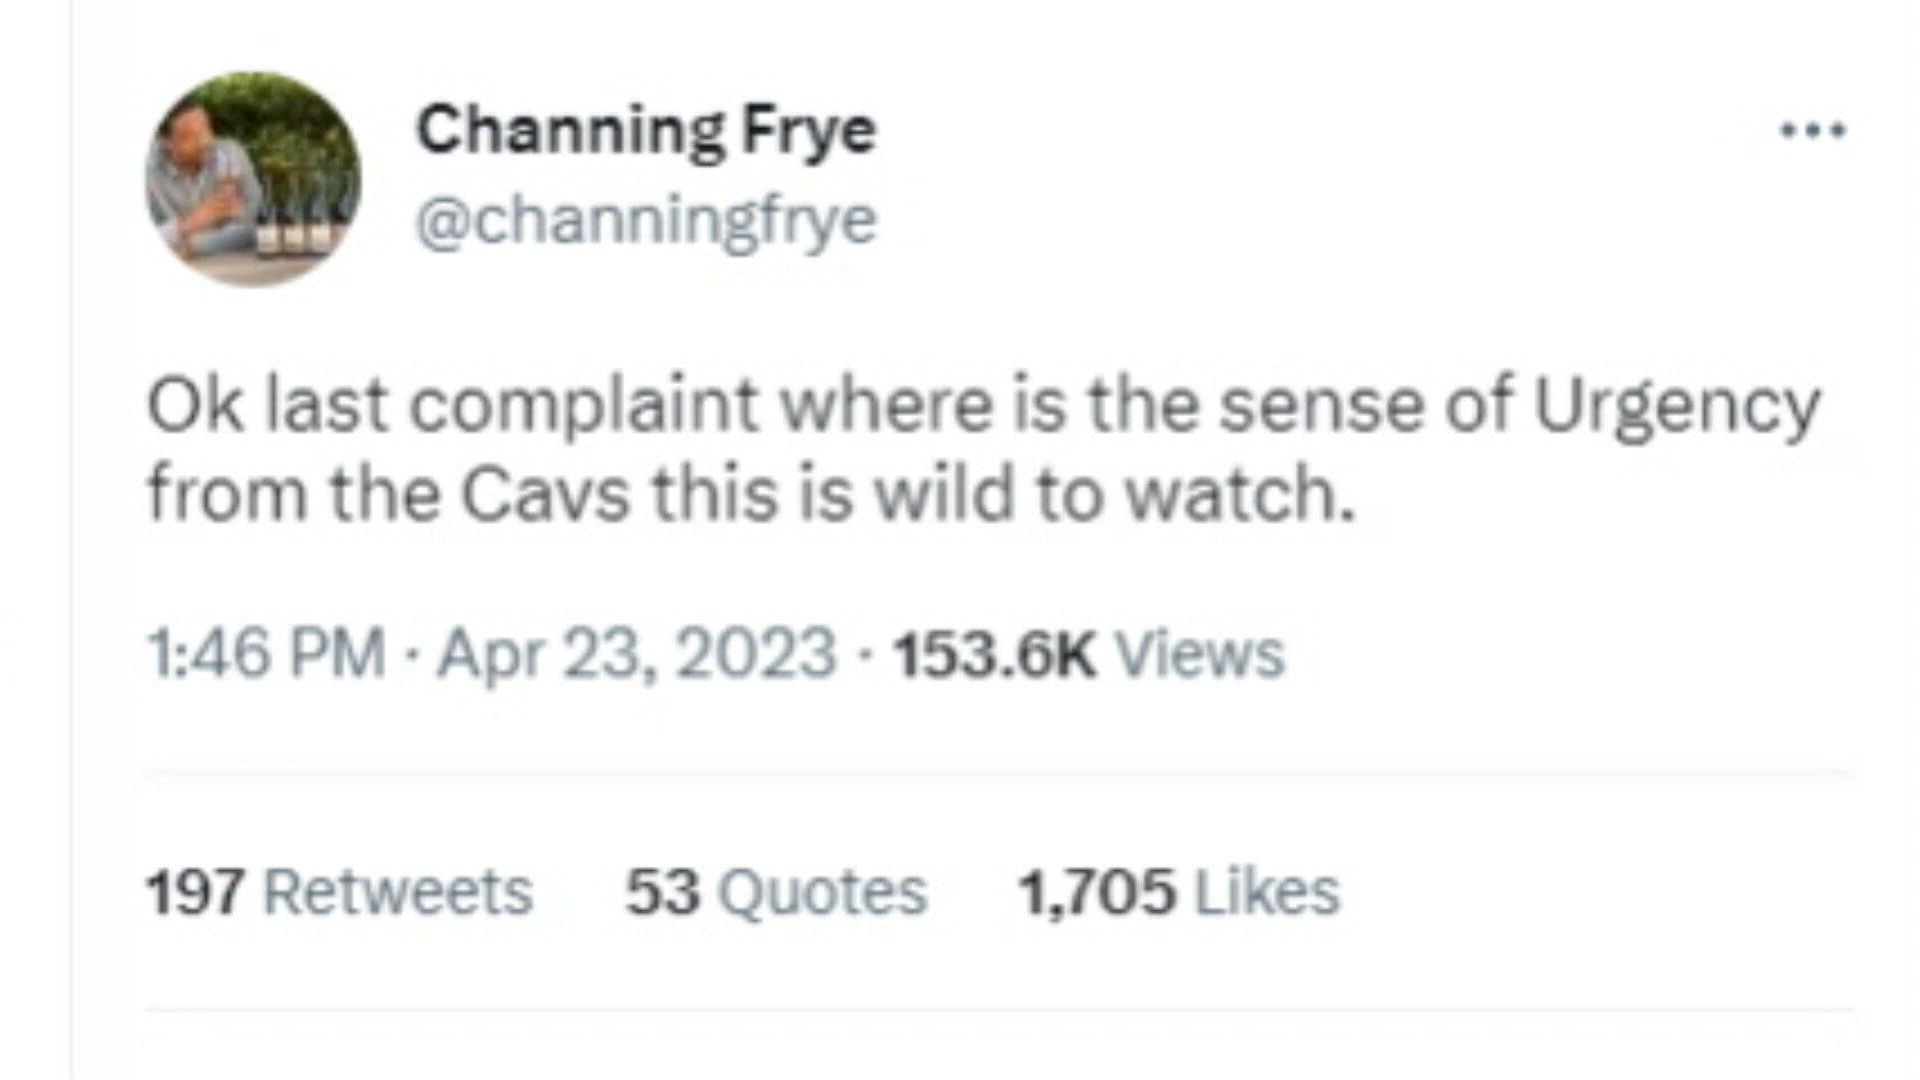 Channing Frye
@channingfrye
Ok last complaint where is the sense of Urgency
from the Cavs this is wild to watch.
1:46 PM · Apr 23, 2023 · 153.6K Views
197 Retweets 53 Quotes 1,705 Likes